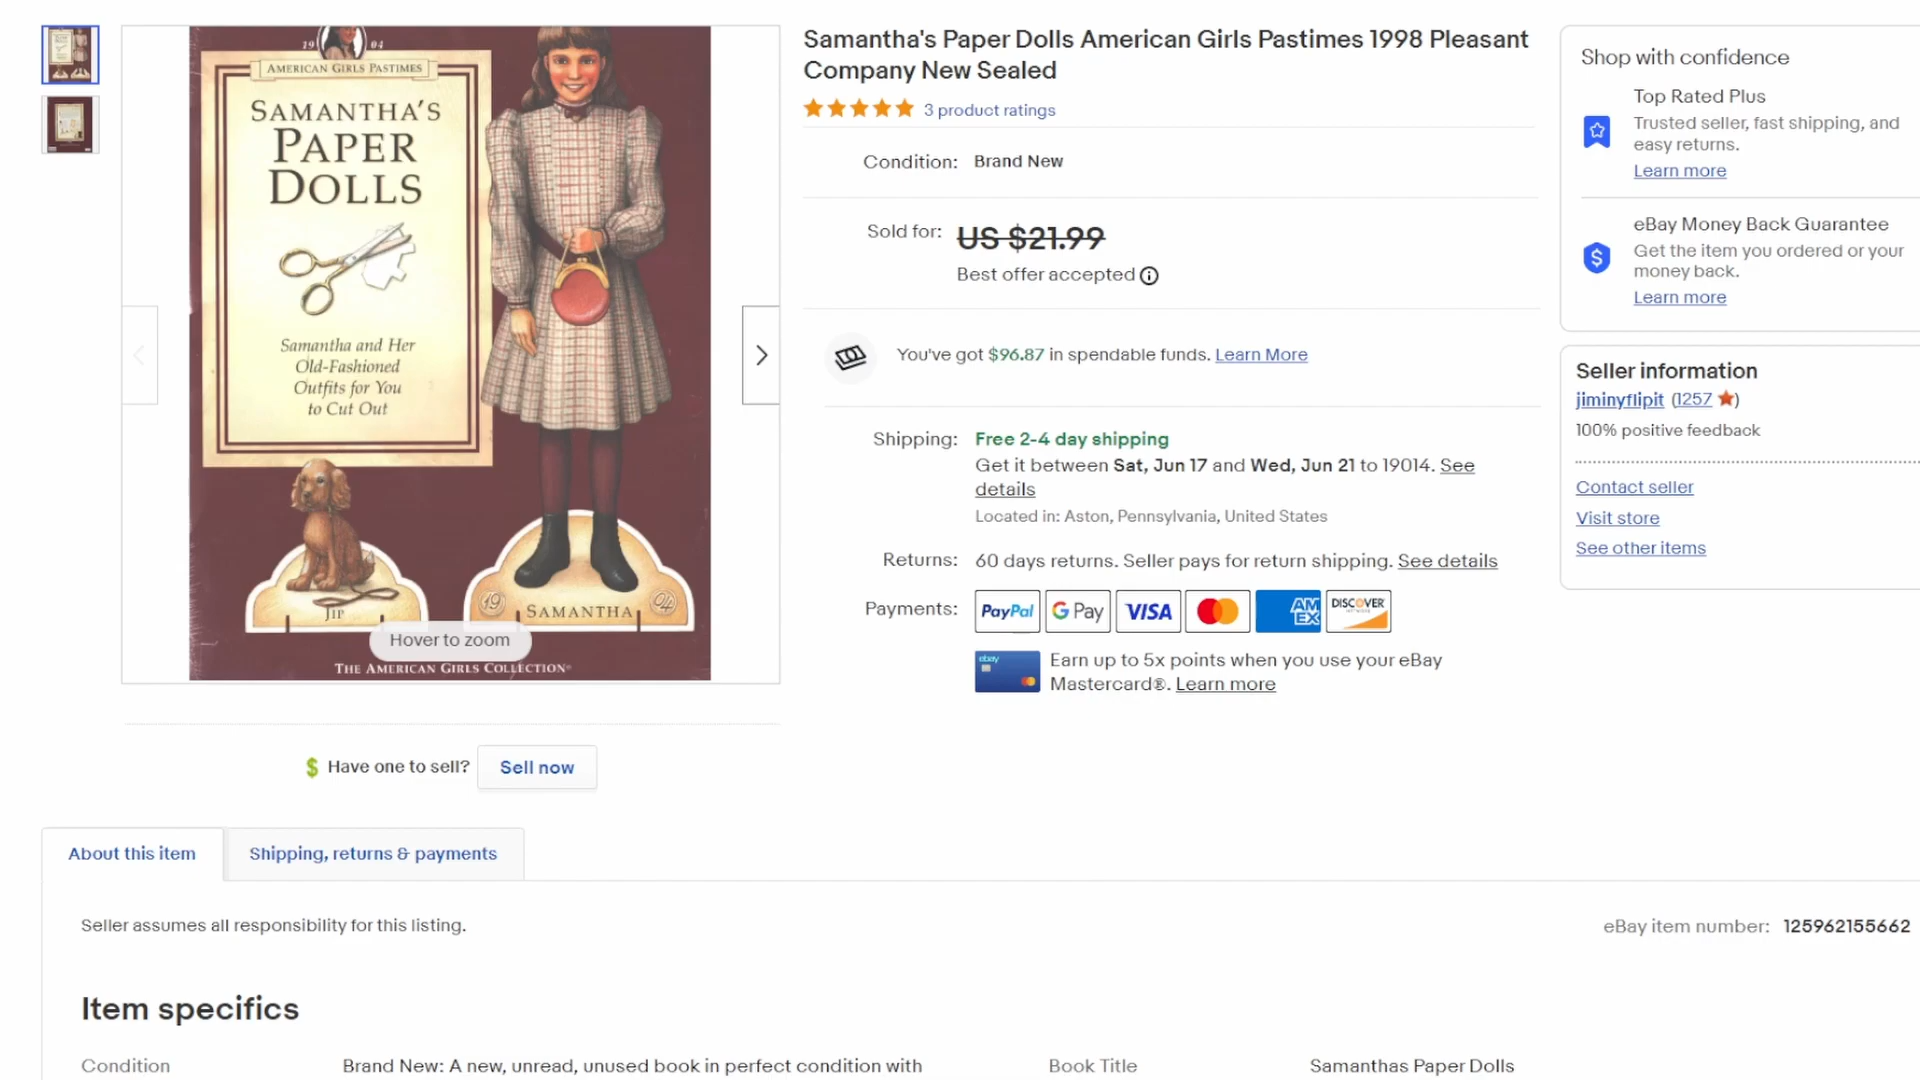 19 04
AMERICAN GIRLS PASTIMES
SAMANTHA'S
PAPER
DOLLS
Samantha and Her
Old-Fashioned
Outfits for You
to Cut Out
JIP
19 SAMANTHA 04
Hover to zoom
THE AMERICAN GIRLS COLLECTION®
Have one to sell? Sell now
Samantha's Paper Dolls American Girls Pastimes 1998 Pleasant
Company New Sealed
3 product ratings
Condition: Brand New
Sold for: US $21.99
Best offer accepted
You've got $96.87 in spendable funds. Learn More
Shipping: Free 2-4 day shipping
Get it between Sat, Jun 17 and Wed, Jun 21 to 19014. See
details
Located in: Aston, Pennsylvania, United States
Returns: 60 days returns. Seller pays for return shipping. See details
Payments: PayPal G Pay VISA AM EX DISCOVER
ebay
Earn up to 5x points when you use your eBay
Mastercard®. Learn more
Shop with confidence
Top Rated Plus
Trusted seller, fast shipping, and
easy returns.
Learn more
eBay Money Back Guarantee
Get the item you ordered or your
money back.
Learn more
Seller information
jiminyflipit (1257)
100% positive feedback
Contact seller
Visit store
See other items
About this item Shipping, returns & payments
Seller assumes all responsibility for this listing.
eBay item number: 125962155662
Item specifics
Condition Brand New: A new, unread, unused book in perfect condition with
Book Title Samanthas Paper Dolls